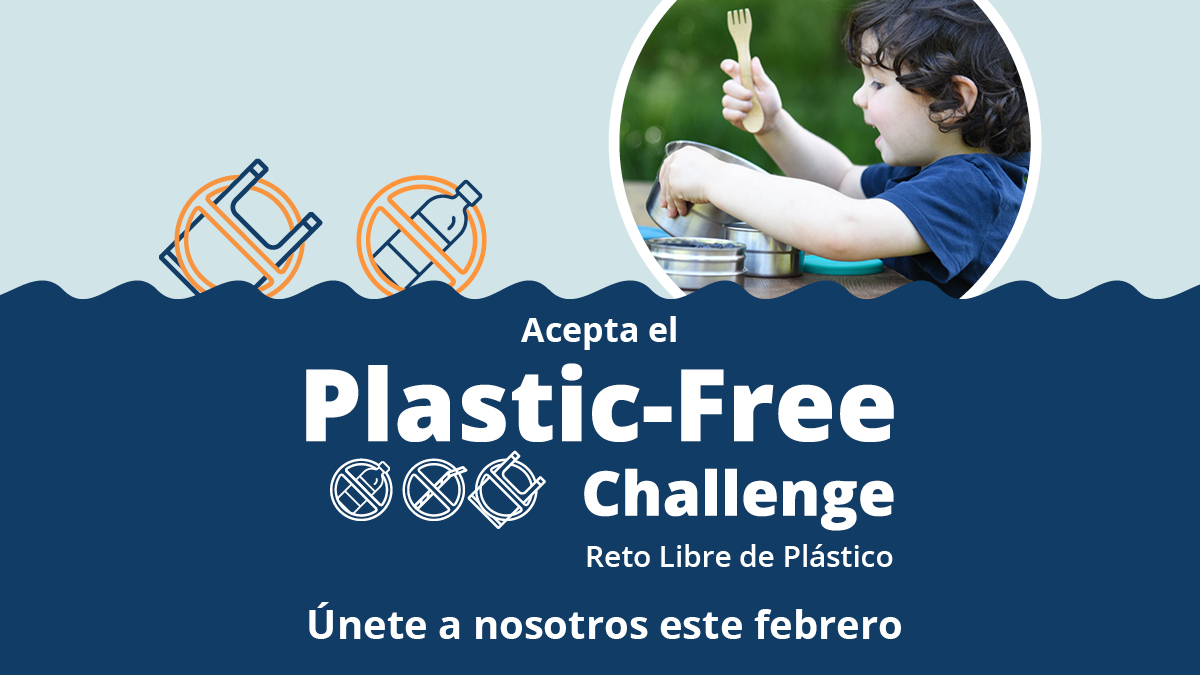 Acepta el
Plastic-Free
Challenge
Reto Libre de Plástico
Únete a nosotros este febrero